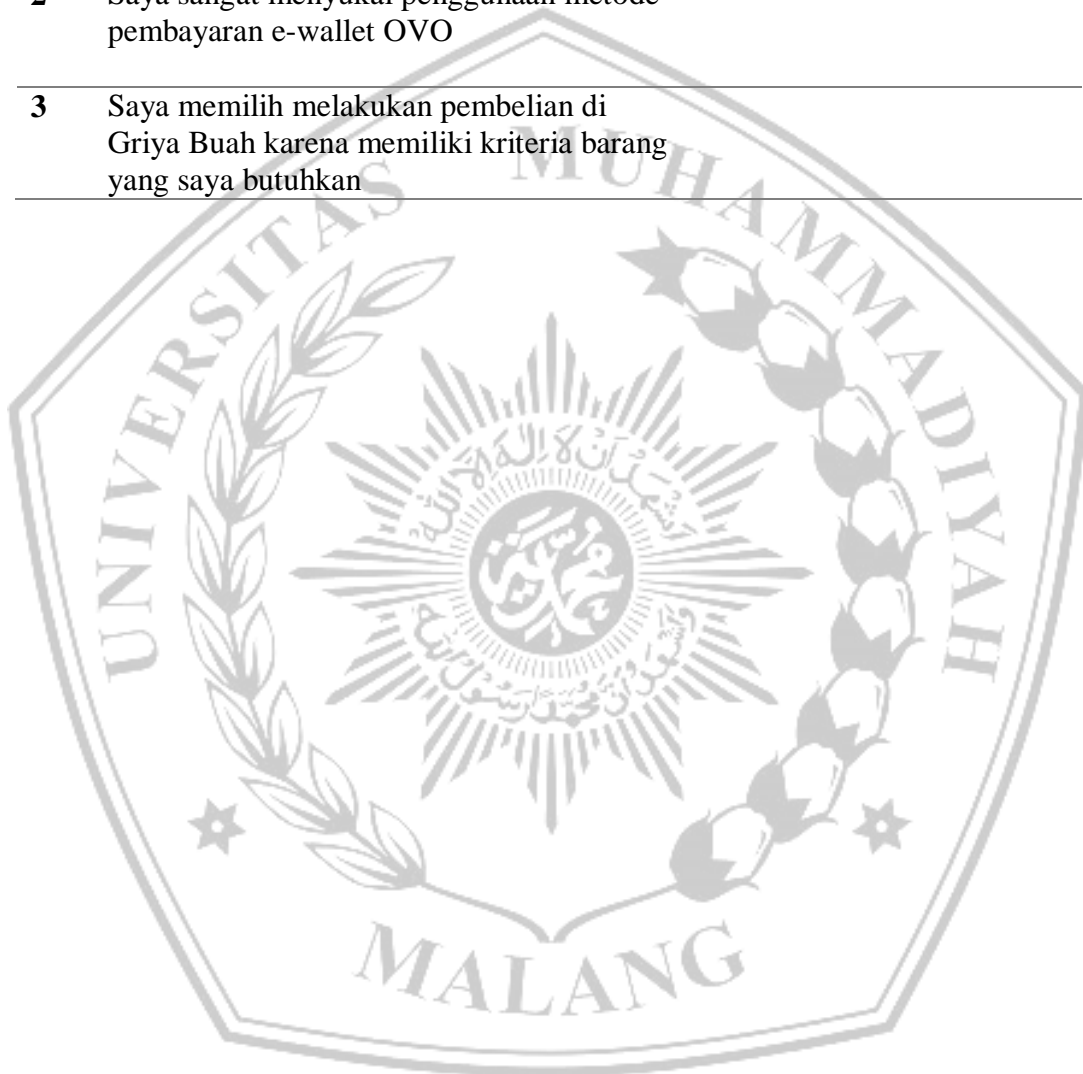 2 Saya sangat menyukai penggunaan metode
pembayaran e-wallet OVO
3 Saya memilih melakukan pembelian di
Griya Buah karena memiliki kriteria barang
yang saya butuhkan
UNIVERSITAS MUHAMMADIYAH
MALANG